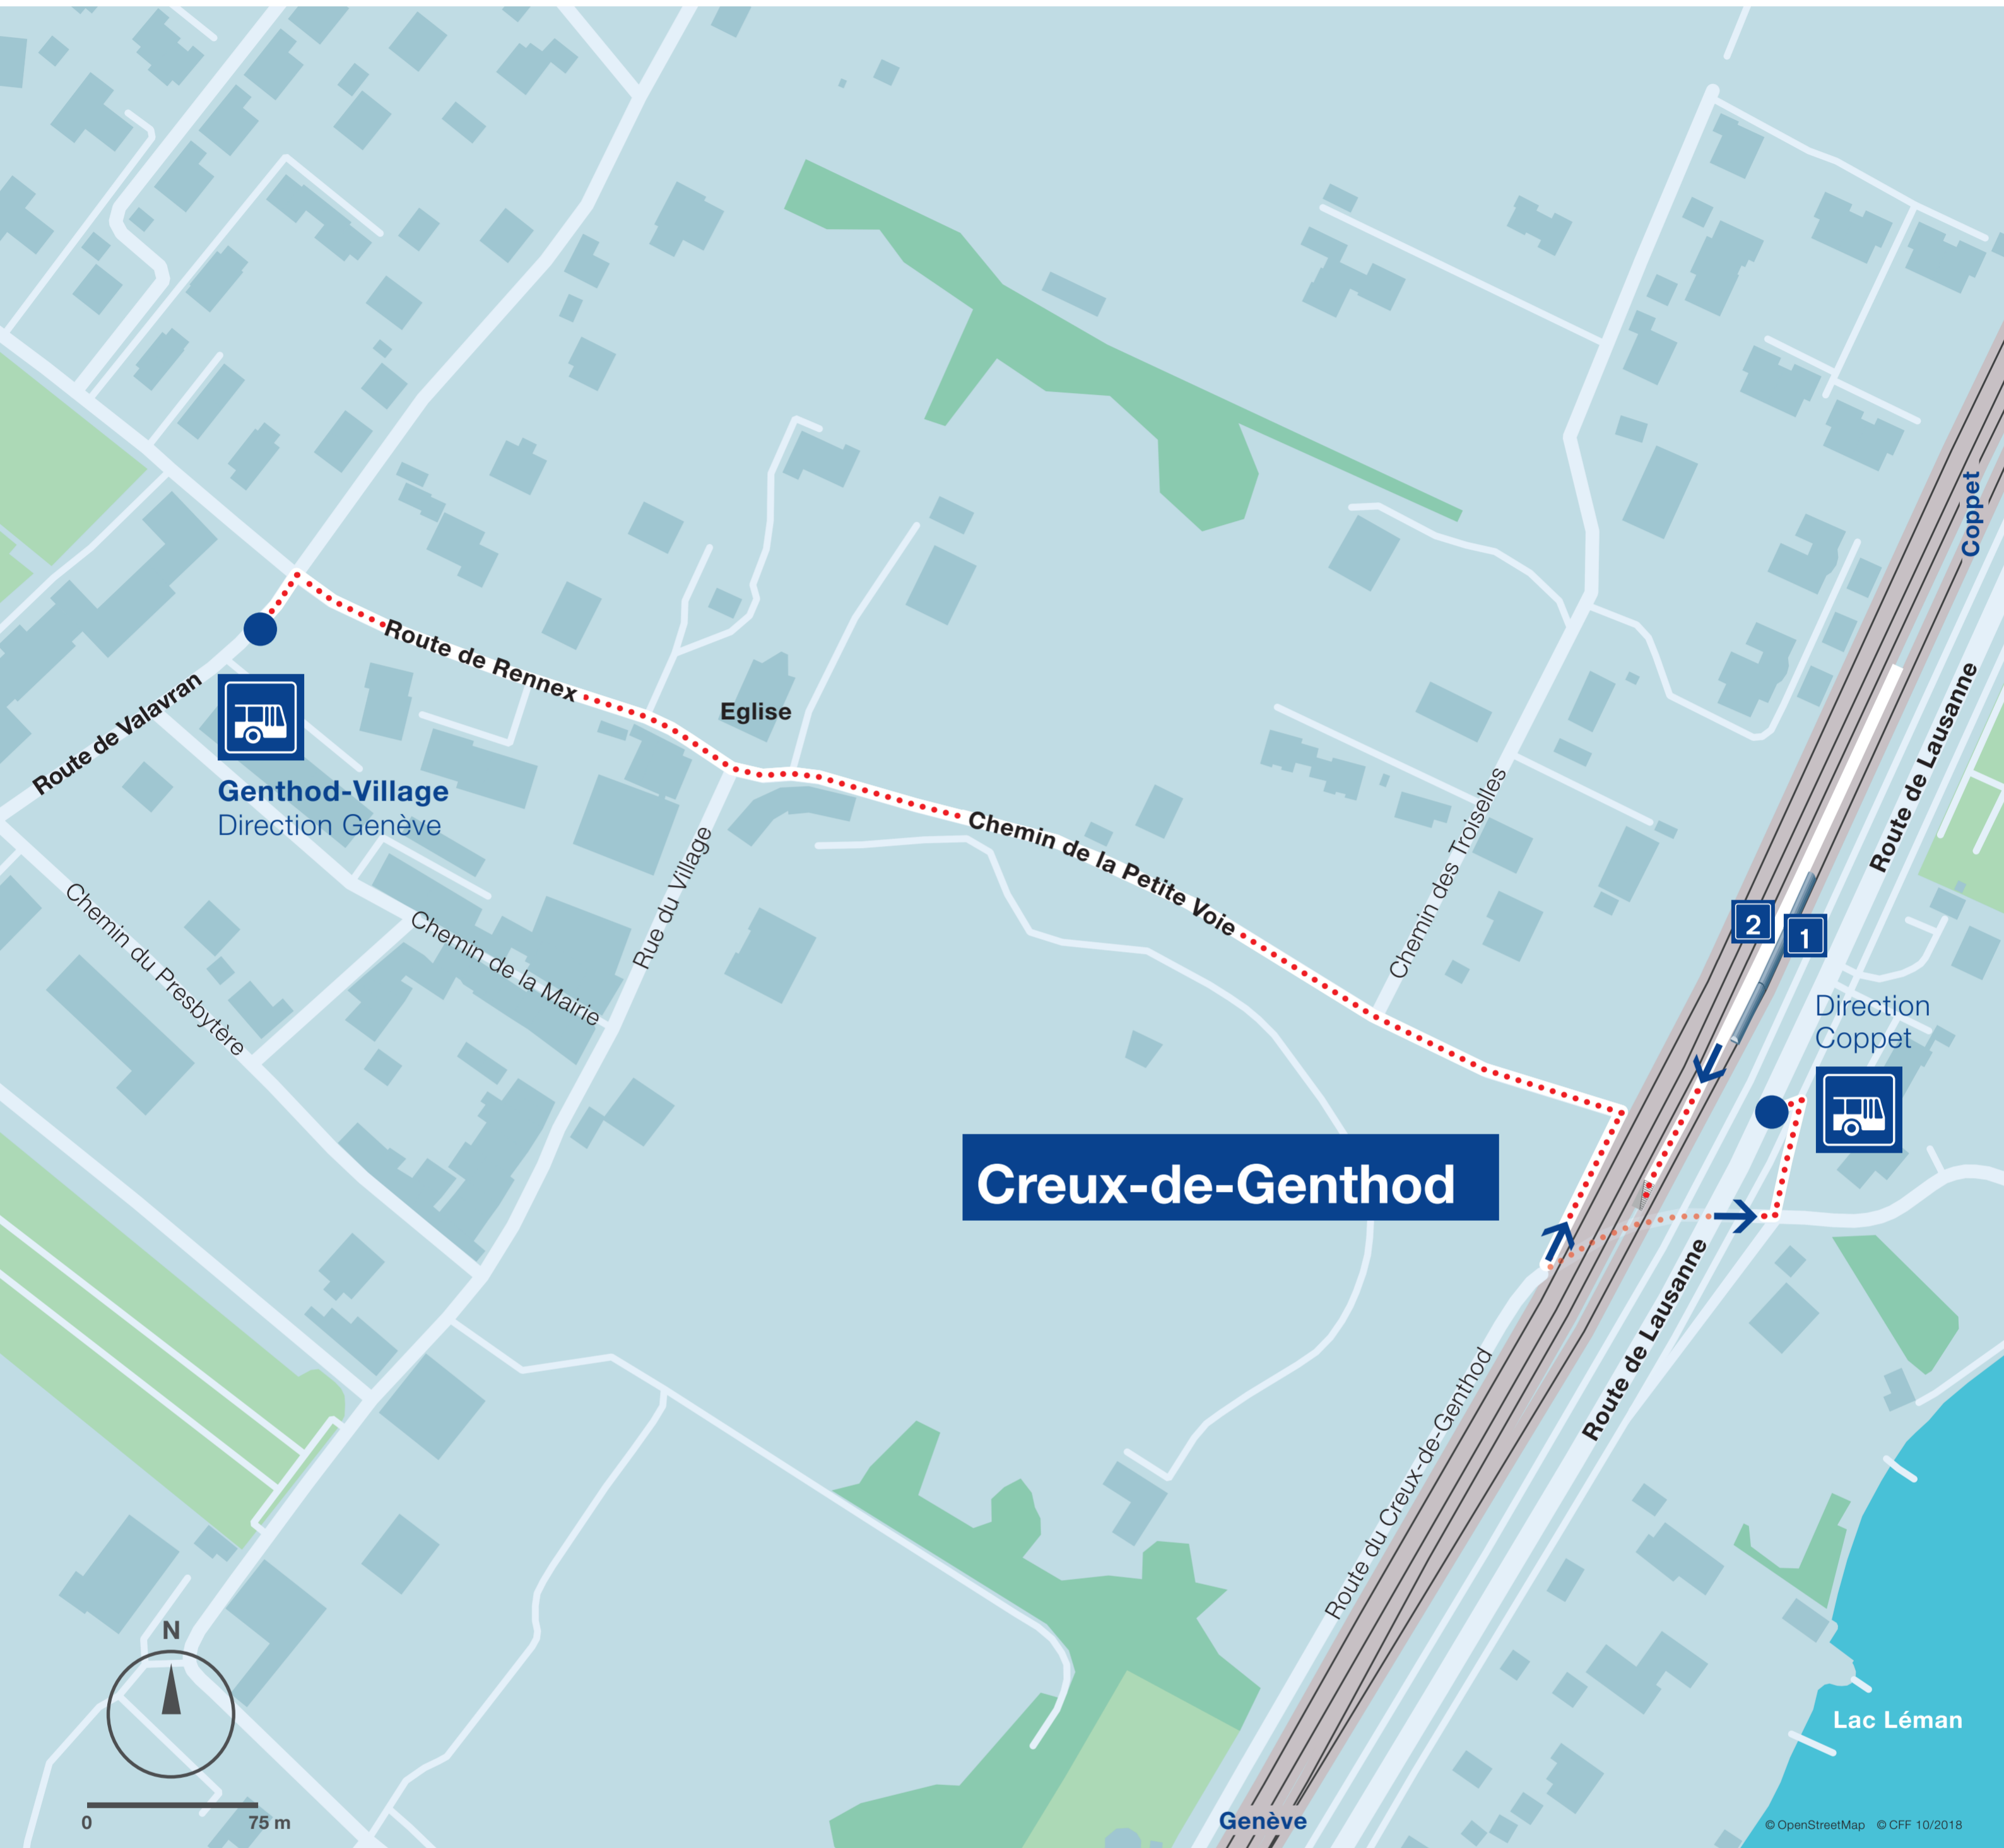 Coppet
Route de Rennex
Route de Valavran
Eglise
Genthod-Village
Direction Genève
Chemin de la Petite Voie
Chemin des Troiselles
Route de Lausanne
Rue du Village
Chemin du Presbytère
Chemin de la Mairie
2
1
Direction
Coppet
Creux-de-Genthod
Route de Lausanne
Route du Creux-de-Genthod
N
0
75 m
Lac Léman
Genève
© OpenStreetMap © CFF 10/2018